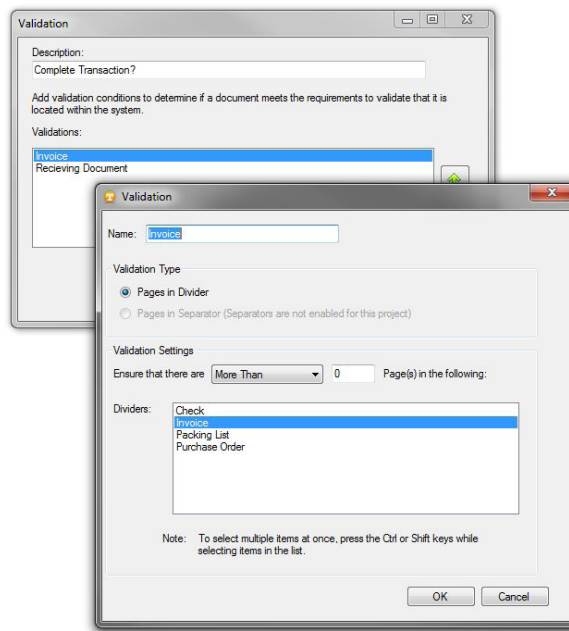 Validation
Description:
Complete Transaction?
Add validation conditions to determine if a document meets the requirements to validate that it is
located within the system.
Validations:
Invoice
Recieving Document
Validation
Name: Invoice
Validation Type
Pages in Divider
Pages in Separator (Separators are not enabled for this project)
Validation Settings
Ensure that there are More Than 0 Page(s) in the following:
Dividers:
Check
Invoice
Packing List
Purchase Order
Note: To select multiple items at once, press the Ctrl or Shift keys while
selecting items in the list.
OK Cancel